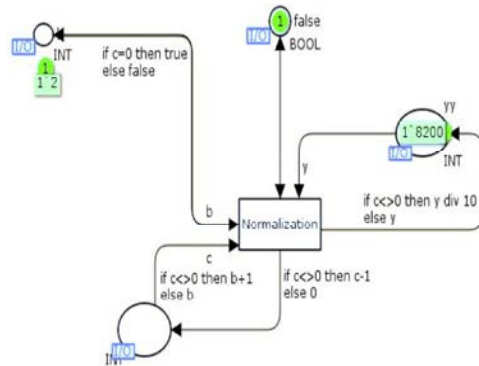 1 false
I/O
BOOL
I/O
INT
1
1`2
if c=0 then true
else false
yy
1`8200
I/O
INT
y
b
Normalization
if c<>0 then y div 10
else y
c
if c<>0 then b+1
else b
if c<>0 then c-1
else 0
INT
I/O